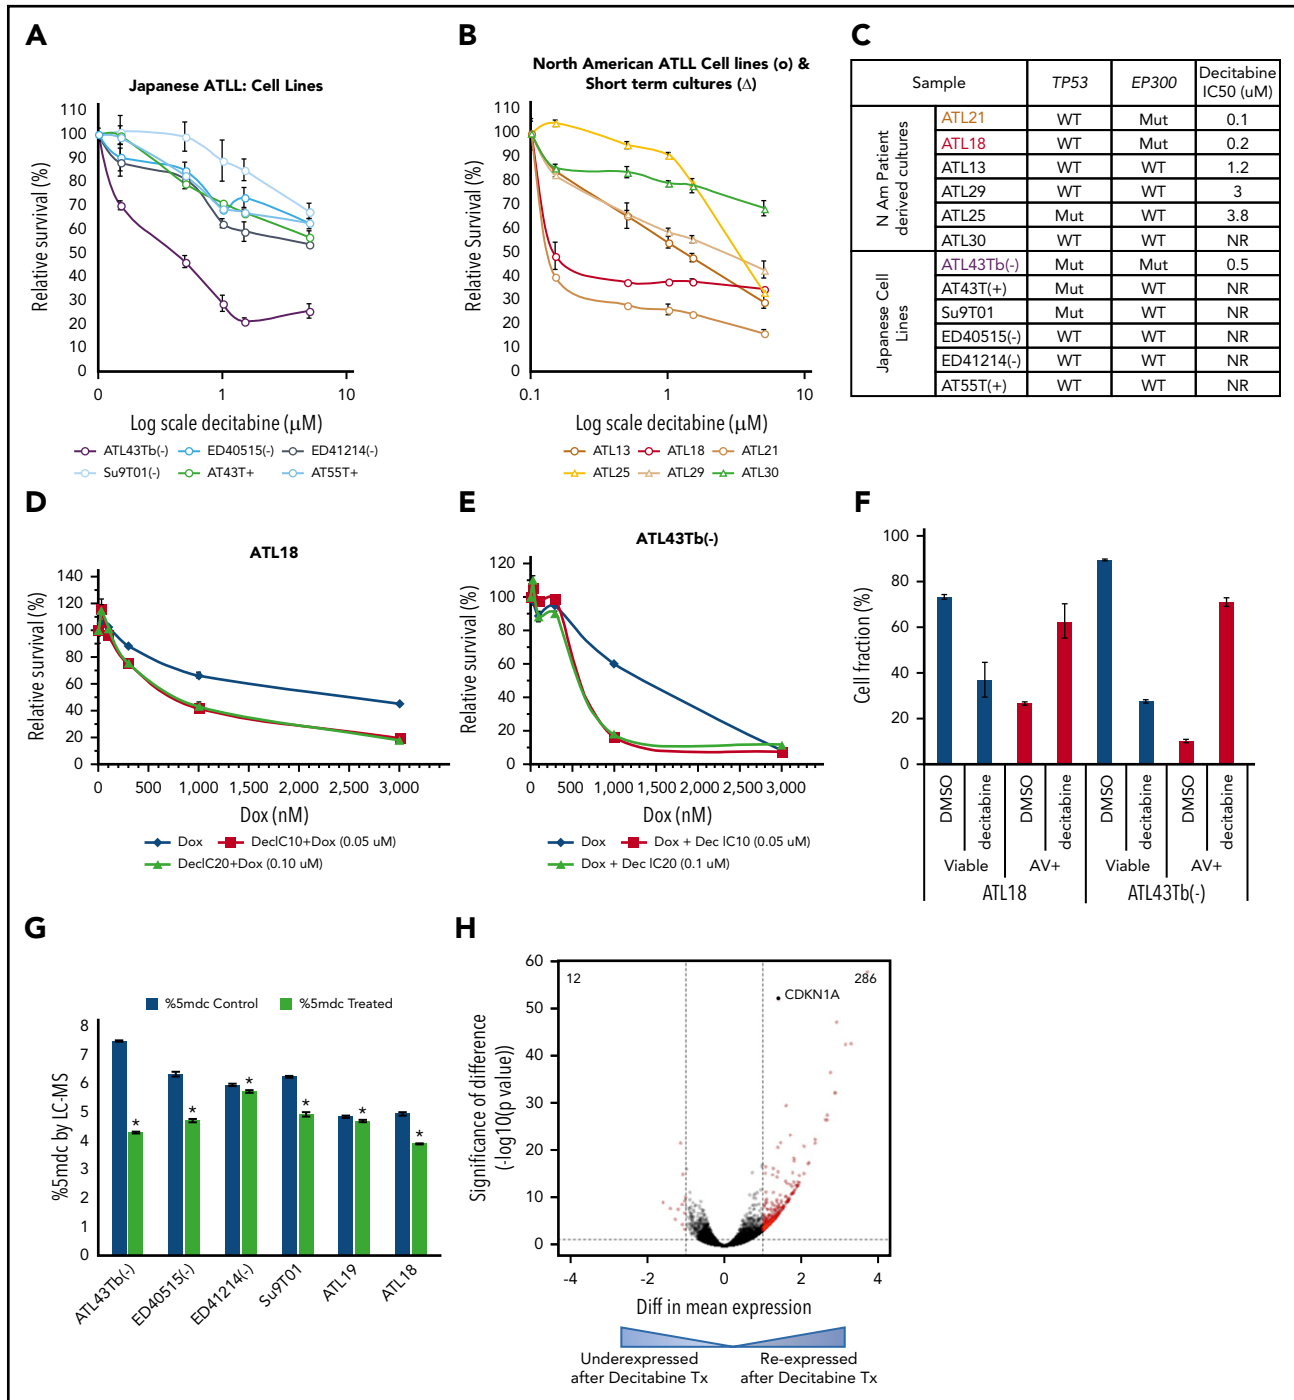 A
Japanese ATLL: Cell Lines
Relative survival (%)
110
100
90
80
70
60
50
40
30
20
10
0
0
1
10
Log scale decitabine (μM)
ATL43Tb(-)
ED40515(-)
ED41214(-)
Su9T01(-)
AT43T+
AT55T+
B
North American ATLL Cell lines (o) &
Short term cultures (Δ)
Relative Survival (%)
110
100
90
80
70
60
50
40
30
20
10
0
0.1
1
10
Log scale decitabine (μM)
ATL13
ATL18
ATL21
ATL25
ATL29
ATL30
C
Sample TP53 EP300 Decitabine
IC50 (uM)
N Am Patient
derived cultures
ATL21 WT Mut 0.1
ATL18 WT Mut 0.2
ATL13 WT WT 1.2
ATL29 WT WT 3
ATL25 Mut WT 3.8
ATL30 WT WT NR
Japanese Cell
Lines
ATL43Tb(-) Mut Mut 0.5
AT43T(+) Mut WT NR
Su9T01 Mut WT NR
ED40515(-) WT WT NR
ED41214(-) WT WT NR
AT55T(+) WT WT NR
D
ATL18
Relative survival (%)
140
120
100
80
60
40
20
0
0 500 1,000 1,500 2,000 2,500 3,000
Dox (nM)
Dox
DecIC10+Dox (0.05 uM)
DecIC20+Dox (0.10 uM)
E
ATL43Tb(-)
Relative survival (%)
120
100
80
60
40
20
0
0 500 1,000 1,500 2,000 2,500 3,000
Dox (nM)
Dox
Dox + Dec IC10 (0.05 uM)
Dox + Dec IC20 (0.1 uM)
F
Cell fraction (%)
100
80
60
40
20
0
DMSO
decitabine
DMSO
decitabine
DMSO
decitabine
DMSO
decitabine
Viable
AV+
Viable
AV+
ATL18
ATL43Tb(-)
G
%5mdc Control
%5mdc Treated
%5mdc by LC-MS
8
7
6
5
4
3
2
1
0
*
*
*
*
*
*
ATL43Tb(-)
ED40515(-)
ED41214(-)
Su9T01
ATL19
ATL18
H
Significance of difference
(-log10(p value))
60
50
40
30
20
10
0
12
286
CDKN1A
-4
-2
0
2
4
Diff in mean expression
Underexpressed
after Decitabine Tx
Re-expressed
after Decitabine Tx